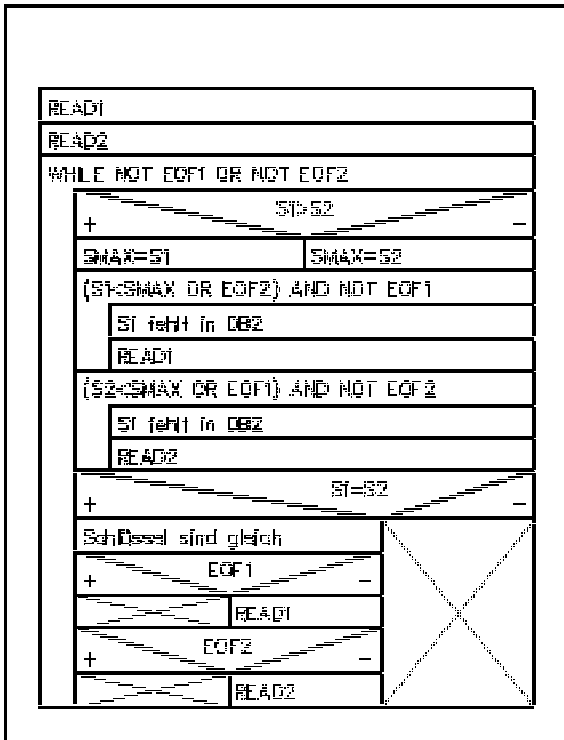 READ1
READ2
WHILE NOT EOF1 OR NOT EOF2
S1>S2
+ –
SMAX=S1 SMAX=S2
(S1<SMAX OR EOF2) AND NOT EOF1
S1 fehlt in DB2
READ1
(S2<SMAX OR EOF1) AND NOT EOF2
S1 fehlt in DB2
READ2
S1=S2
+ –
Schlüssel sind gleich
EOF1
+ –
READ1
EOF2
+ –
READ2